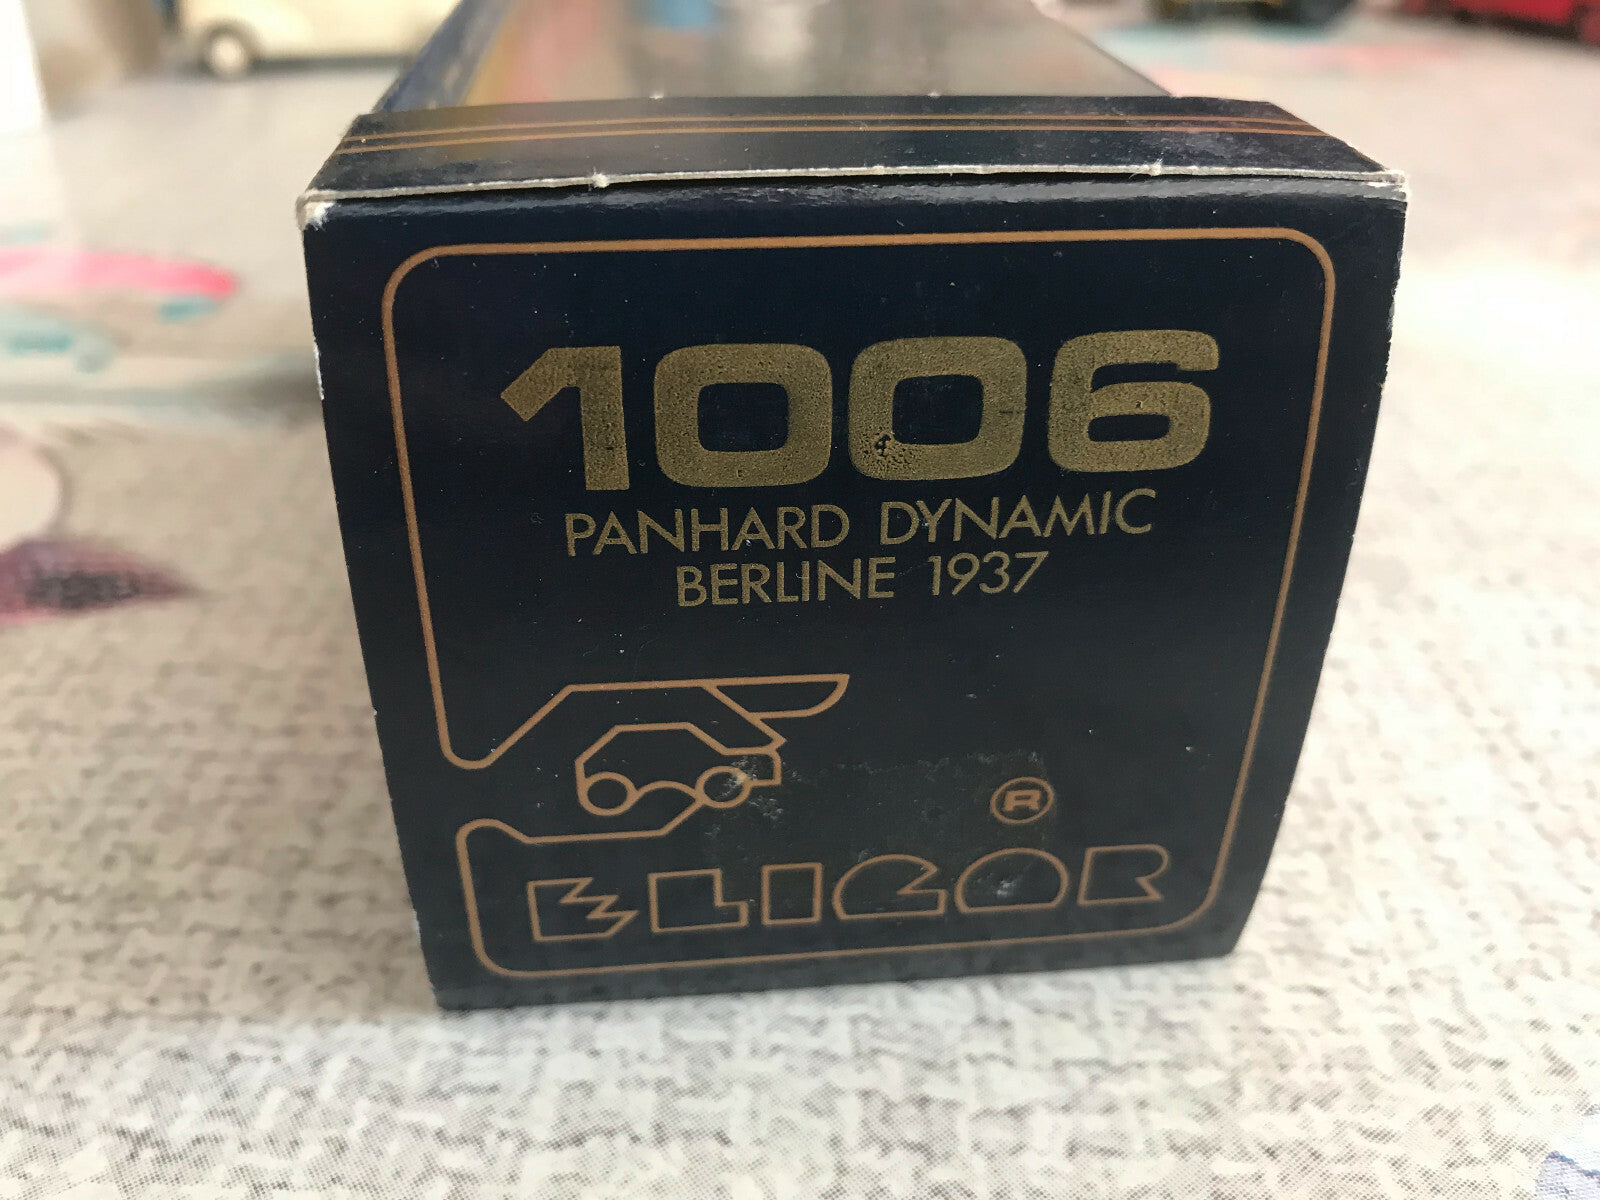 1006
PANHARD DYNAMIC
BERLINE 1937
®
ELIGOR